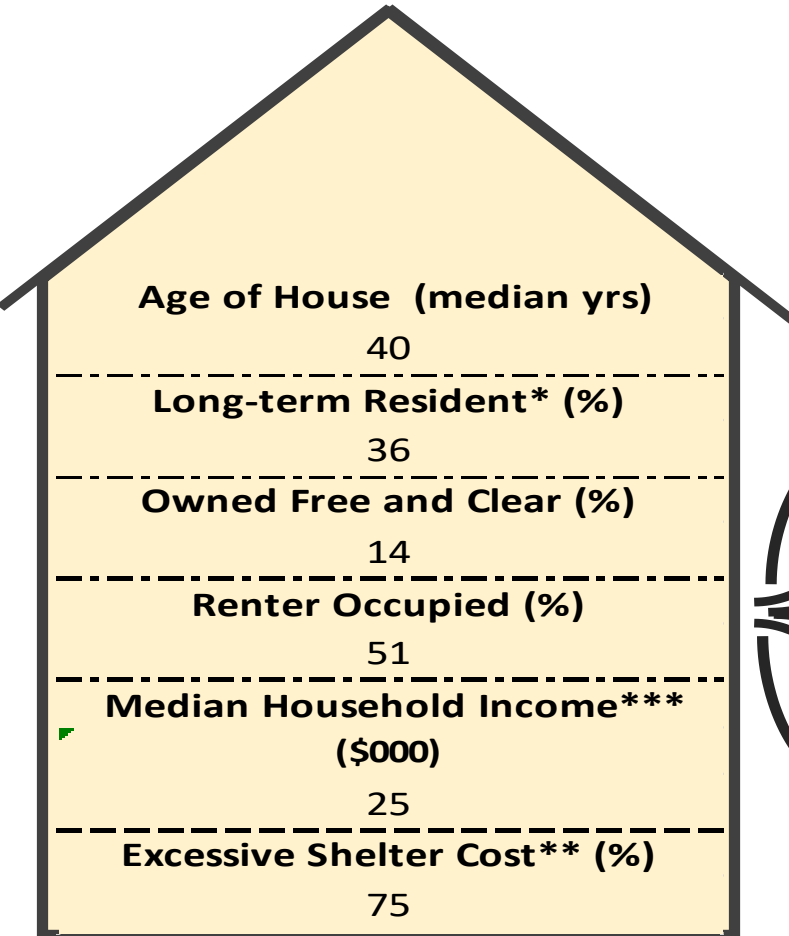 Age of House (median yrs)
40
Long-term Resident* (%)
36
Owned Free and Clear (%)
14
Renter Occupied (%)
51
Median Household Income***
($000)
25
Excessive Shelter Cost** (%)
75